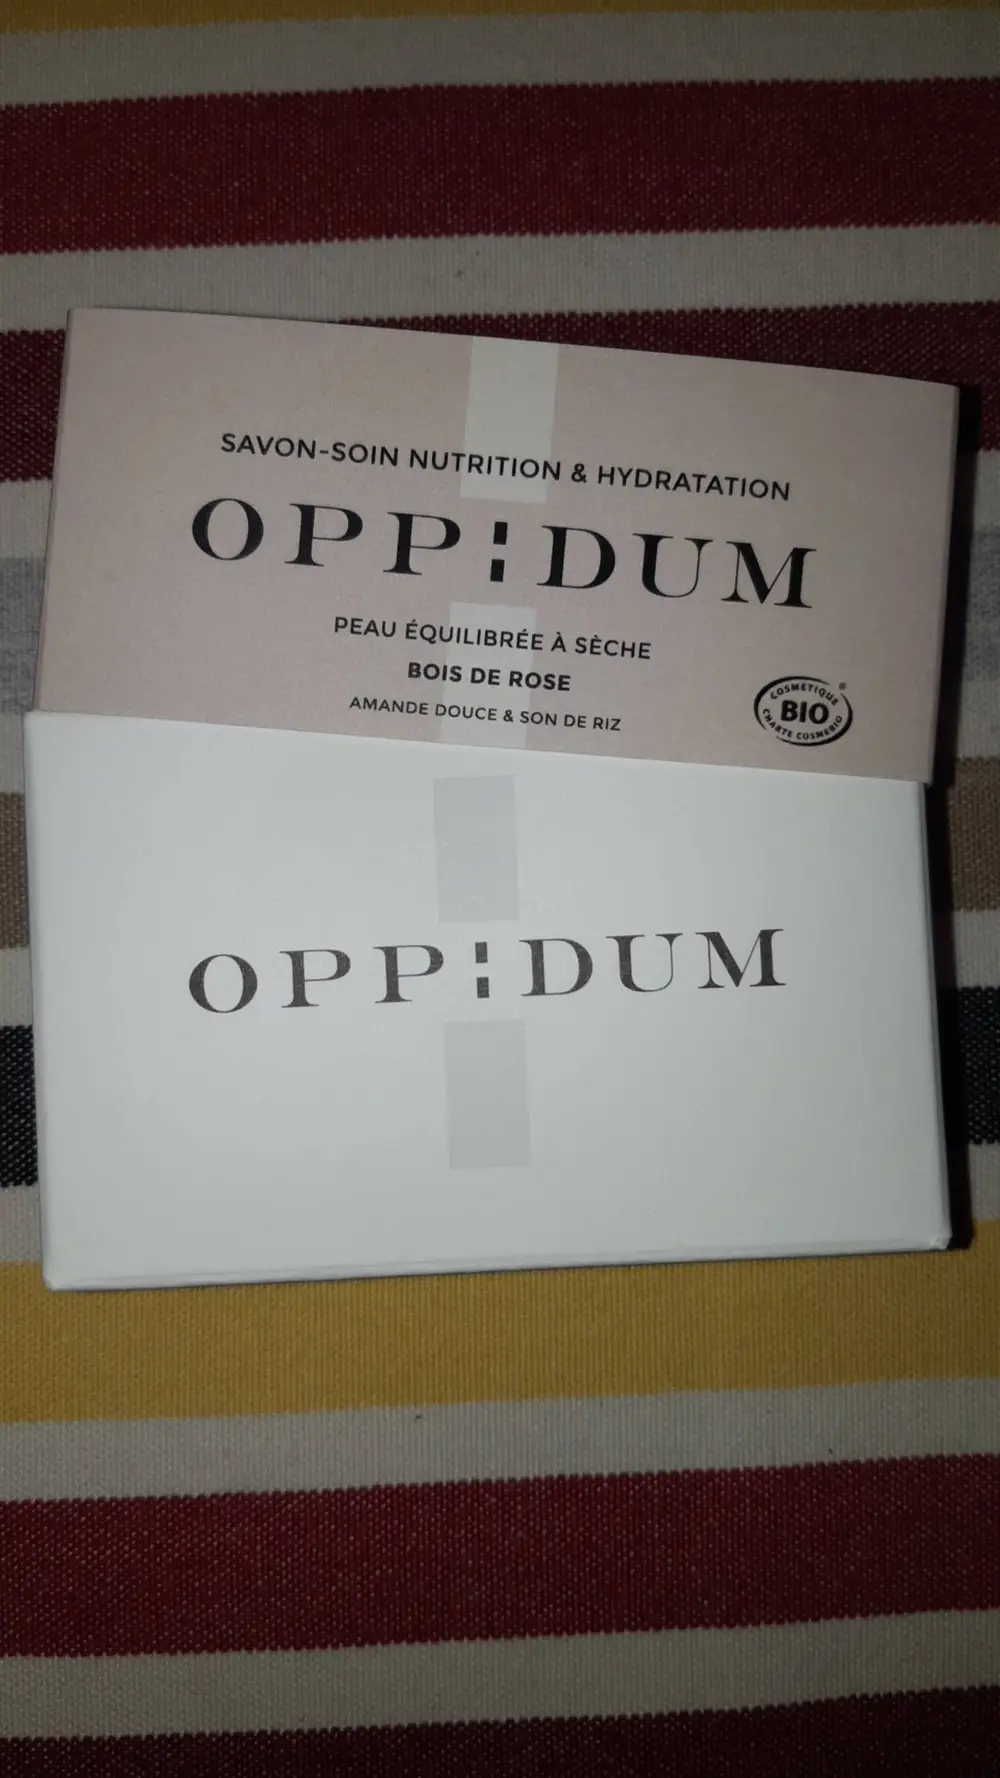 SAVON-SOIN NUTRITION & HYDRATATION
OPP¦DUM
PEAU ÉQUILIBRÉE À SÈCHE
BOIS DE ROSE
AMANDE DOUCE & SON DE RIZ
COSMETIQUE ®
BIO
CHARTE COSMEBIO
OPP¦DUM